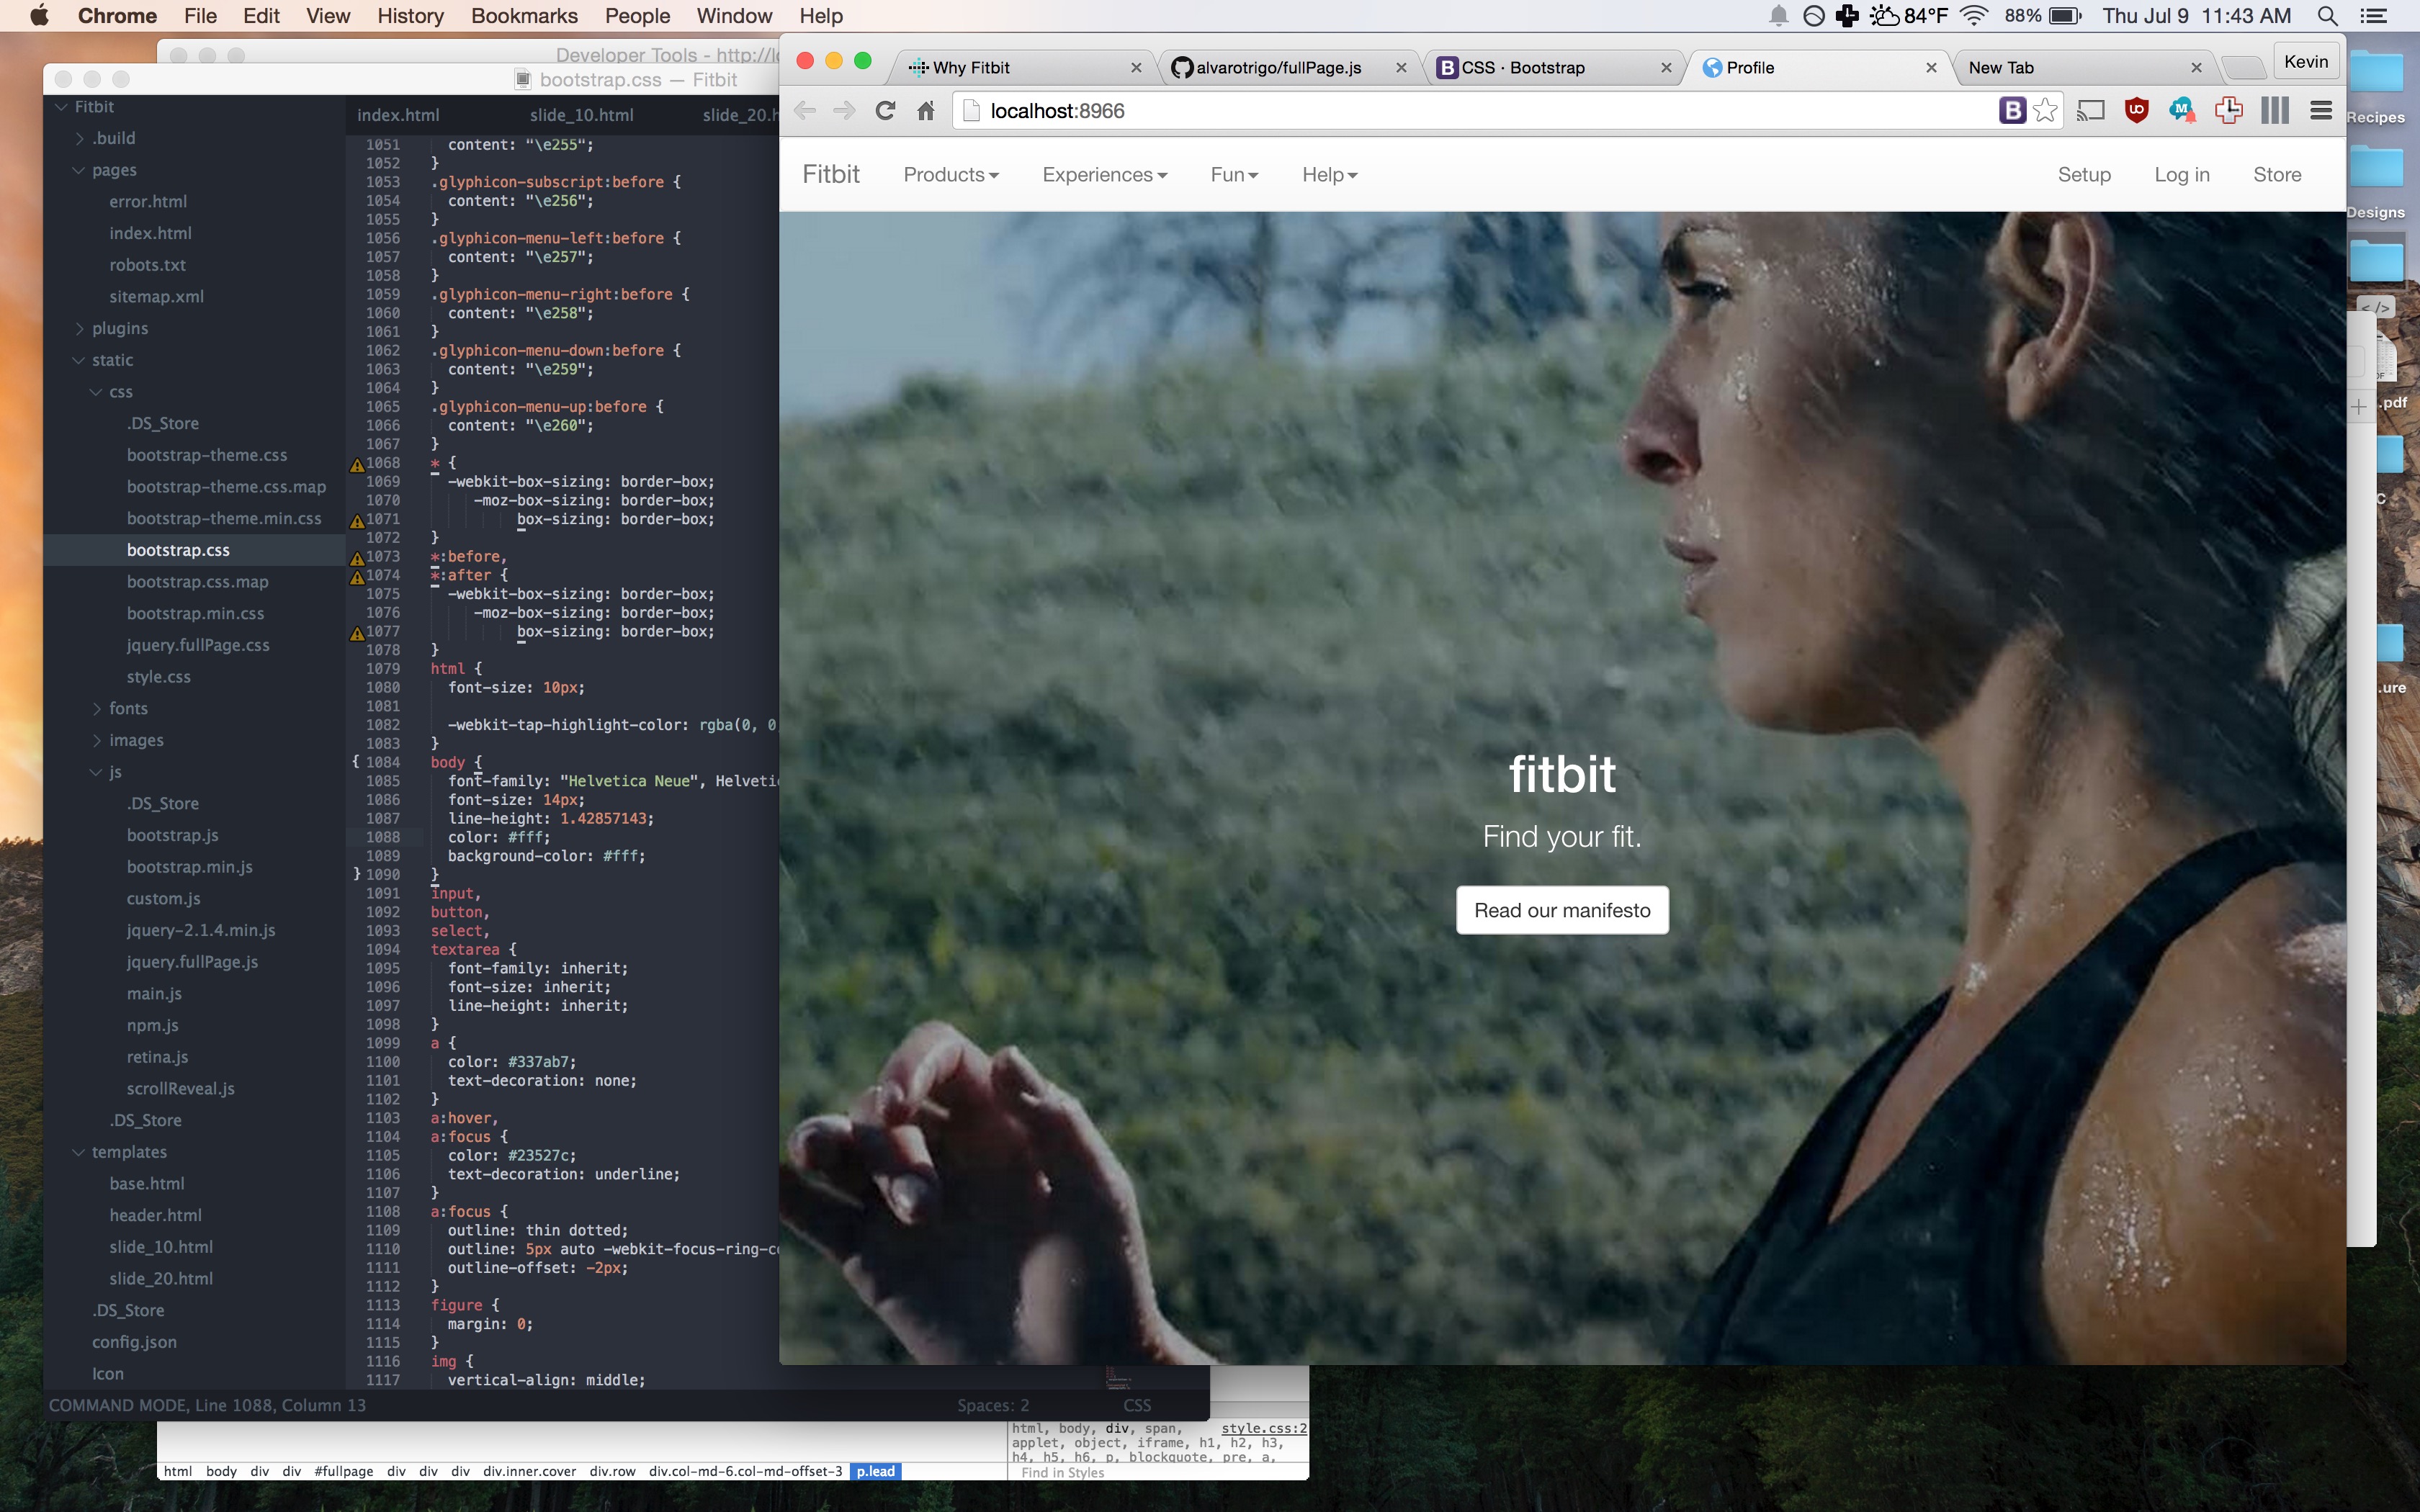 Chrome File Edit View History Bookmarks People Window Help
84°F 88% Thu Jul 9 11:43 AM
Developer Tools - http://l
bootstrap.css — Fitbit
Why Fitbit
alvarotrigo/fullPage.js
CSS · Bootstrap
Profile
New Tab
Kevin
localhost:8966
Fitbit Products Experiences Fun Help Setup Log in Store
fitbit
Find your fit.
Read our manifesto
Recipes
Designs
</>
.pdf
.ure
Fitbit
.build
pages
error.html
index.html
robots.txt
sitemap.xml
plugins
static
css
.DS_Store
bootstrap-theme.css
bootstrap-theme.css.map
bootstrap-theme.min.css
bootstrap.css
bootstrap.css.map
bootstrap.min.css
jquery.fullPage.css
style.css
fonts
images
js
.DS_Store
bootstrap.js
bootstrap.min.js
custom.js
jquery-2.1.4.min.js
jquery.fullPage.js
main.js
npm.js
retina.js
scrollReveal.js
.DS_Store
templates
base.html
header.html
slide_10.html
slide_20.html
.DS_Store
config.json
Icon
index.html slide_10.html slide_20.h
1051 content: "\e255";
1052 }
1053 .glyphicon-subscript:before {
1054 content: "\e256";
1055 }
1056 .glyphicon-menu-left:before {
1057 content: "\e257";
1058 }
1059 .glyphicon-menu-right:before {
1060 content: "\e258";
1061 }
1062 .glyphicon-menu-down:before {
1063 content: "\e259";
1064 }
1065 .glyphicon-menu-up:before {
1066 content: "\e260";
1067 }
1068 * {
1069 -webkit-box-sizing: border-box;
1070 -moz-box-sizing: border-box;
1071 box-sizing: border-box;
1072 }
1073 *:before,
1074 *:after {
1075 -webkit-box-sizing: border-box;
1076 -moz-box-sizing: border-box;
1077 box-sizing: border-box;
1078 }
1079 html {
1080 font-size: 10px;
1081
1082 -webkit-tap-highlight-color: rgba(0, 0
1083 }
{ 1084 body {
1085 font-family: "Helvetica Neue", Helveti
1086 font-size: 14px;
1087 line-height: 1.42857143;
1088 color: #fff;
1089 background-color: #fff;
} 1090 }
1091 input,
1092 button,
1093 select,
1094 textarea {
1095 font-family: inherit;
1096 font-size: inherit;
1097 line-height: inherit;
1098 }
1099 a {
1100 color: #337ab7;
1101 text-decoration: none;
1102 }
1103 a:hover,
1104 a:focus {
1105 color: #23527c;
1106 text-decoration: underline;
1107 }
1108 a:focus {
1109 outline: thin dotted;
1110 outline: 5px auto -webkit-focus-ring-c
1111 outline-offset: -2px;
1112 }
1113 figure {
1114 margin: 0;
1115 }
1116 img {
1117 vertical-align: middle;
COMMAND MODE, Line 1088, Column 13 Spaces: 2 CSS
html, body, div, span, style.css:2
applet, object, iframe, h1, h2, h3,
h4, h5, h6, p, blockquote, pre, a,
html body div div #fullpage div div div div.inner.cover div.row div.col-md-6.col-md-offset-3 p.lead
Find in Styles